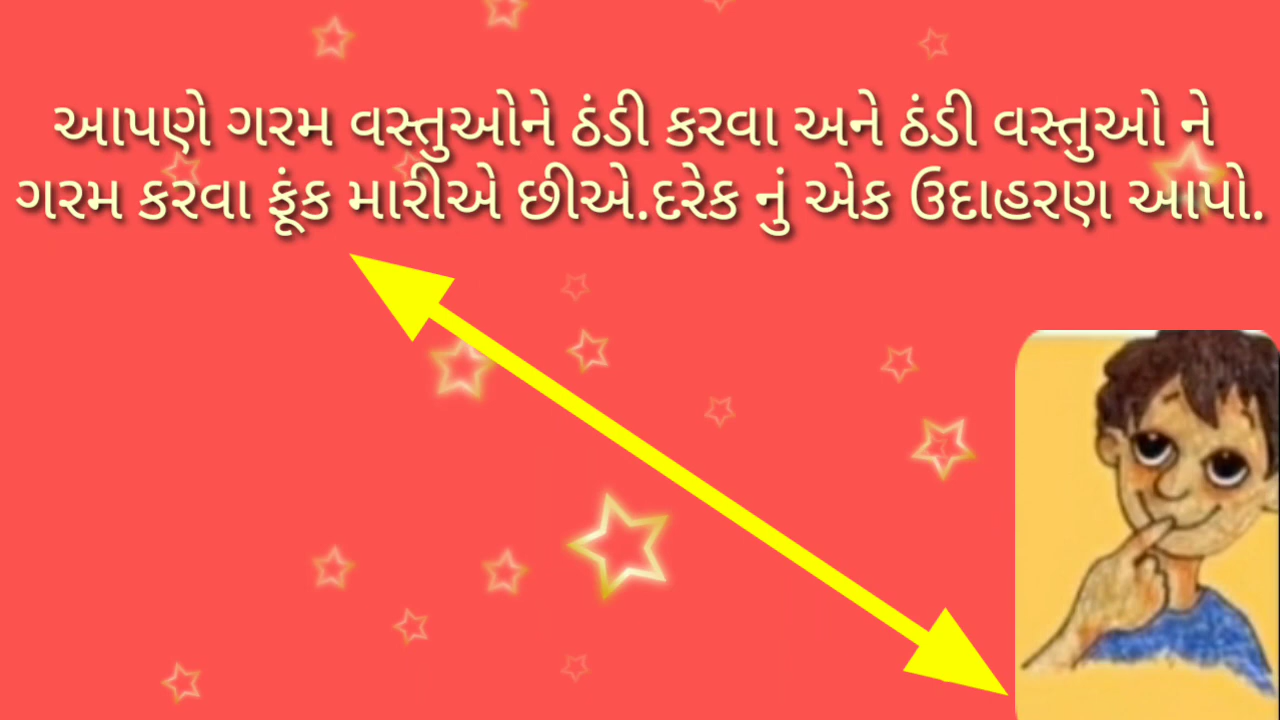 આપણે ગરમ વસ્તુઓને ઠંડી કરવા અને ઠંડી વસ્તુઓ ને
ગરમ કરવા ફૂંક મારીએ છીએ.દરેક નું એક ઉદાહરણ આપો.